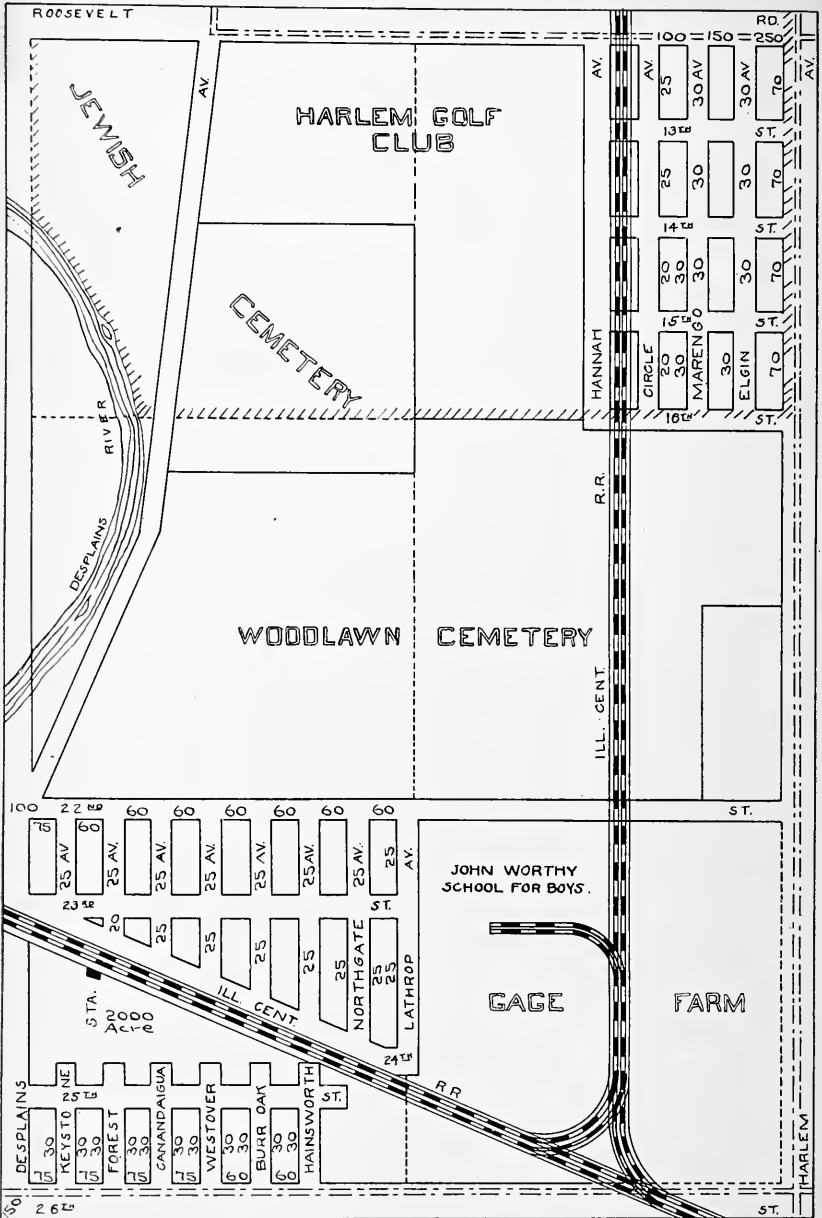 ROOSEVELT
RD.
100 150 250
JEWISH
AV.
HARLEM GOLF
CLUB
AV.
AV.
25
30 AV
30 AV
70
AV.
13TH
ST.
25
30
30
70
14TH
ST.
20
30
30
30
70
15TH
ST.
CEMETERY
HANNAH
CIRCLE
20
30
MARENGO
30
ELGIN
70
16TH
ST.
RIVER
DESPLAINS
R.R.
WOODLAWN CEMETERY
ILL. CENT.
100
22ND
60
60
60
60
60
60
ST.
75
25 AV
60
25 AV.
25 AV.
25 AV.
25 AV.
25 AV.
25 AV.
25
AV.
JOHN WORTHY
SCHOOL FOR BOYS.
23RD
ST.
20
25
25
25
25
25
NORTHGATE
25
25
LATHROP
GAGE FARM
STA.
2000
Acre
ILL. CENT.
RR
24TH
25TH
ST.
DESPLAINS
30
75
KEYSTONE
30
30
75
FOREST
30
30
75
CANANDAIGUA
30
30
75
WESTOVER
30
30
60
BURR OAK
30
30
60
HAINSWORTH
HARLEM
150
26TH
ST.